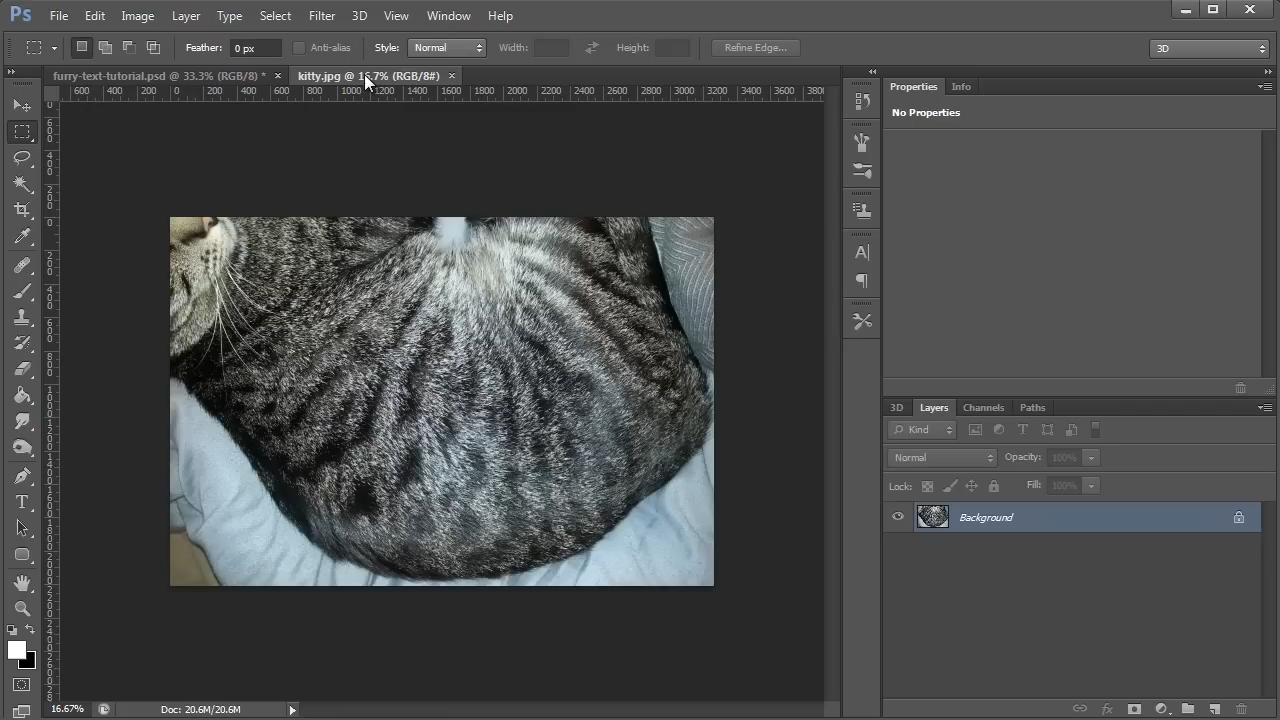 Ps File Edit Image Layer Type Select Filter 3D View Window Help
Feather: 0 px Anti-alias Style: Normal Width: Height: Refine Edge... 3D
furry-text-tutorial.psd @ 33.3% (RGB/8) * × kitty.jpg @ 16.7% (RGB/8#) ×
600 400 200 0 200 400 600 800 1000 1200 1400 1600 1800 2000 2200 2400 2600 2800 3000 3200 3400 3600 3800
Properties Info
No Properties
3D Layers Channels Paths
Kind
Normal Opacity: 100%
Lock: Fill: 100%
Background
16.67% Doc: 20.6M/20.6M